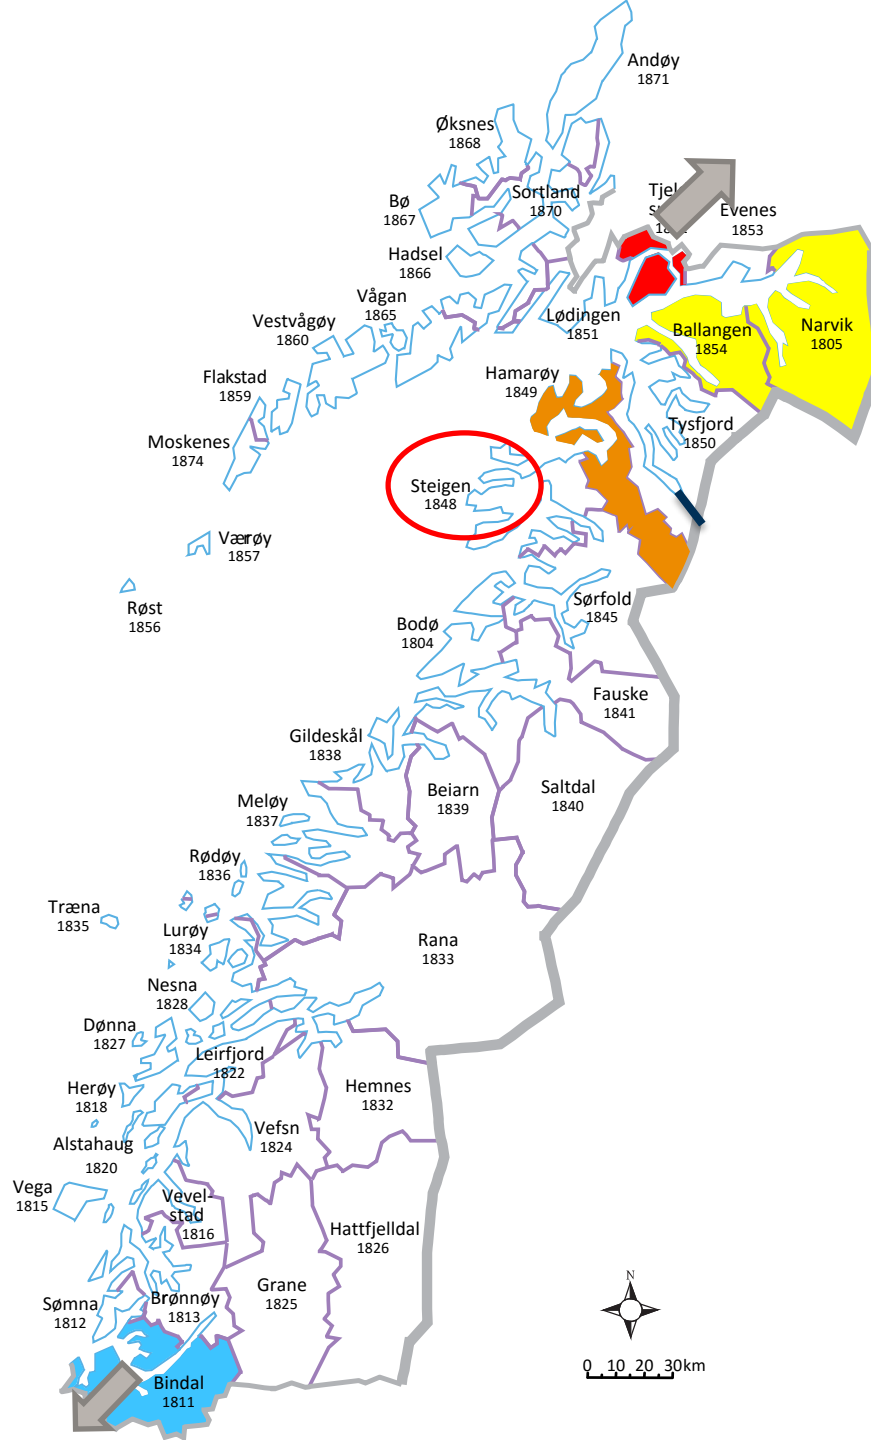 Andøy
1871
Øksnes
1868
Bø
1867
Sortland
1870
Evenes
1853
Hadsel
1866
Vågan
1865
Lødingen
1851
Vestvågøy
1860
Ballangen
1854
Narvik
1805
Flakstad
1859
Hamarøy
1849
Moskenes
1874
Tysfjord
1850
Steigen
1848
Værøy
1857
Røst
1856
Sørfold
1845
Bodø
1804
Fauske
1841
Gildeskål
1838
Beiarn
1839
Saltdal
1840
Meløy
1837
Rødøy
1836
Træna
1835
Lurøy
1834
Rana
1833
Nesna
1828
Dønna
1827
Leirfjord
1822
Herøy
1818
Hemnes
1832
Alstahaug
1820
Vefsn
1824
Vega
1815
Vevel-
stad
1816
Hattfjelldal
1826
Sømna
1812
Brønnøy
1813
Grane
1825
N
Bindal
1811
0 10 20 30km